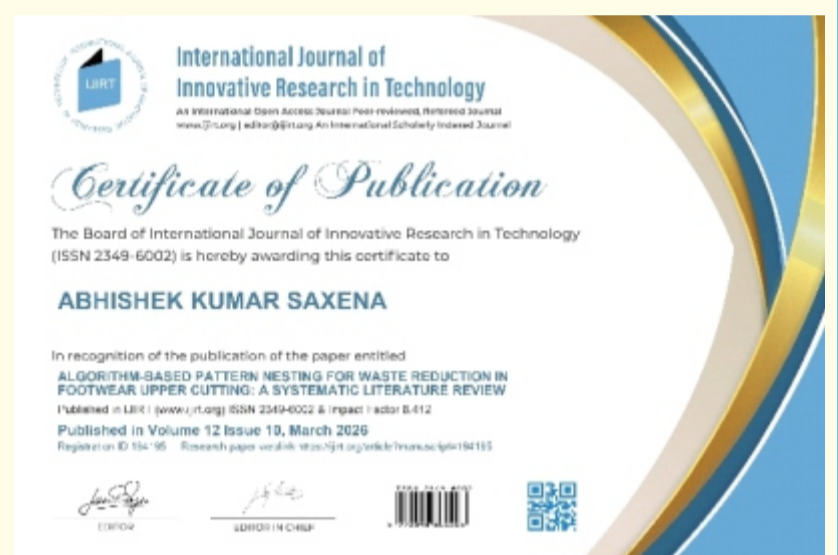 IJIRT
International Journal of
Innovative Research in Technology
An International Open Access Journal Peer-reviewed, Refereed Journal
www.ijirt.org | editor@ijirt.org An International Scholarly Indexed Journal
Certificate of Publication
The Board of International Journal of Innovative Research in Technology
(ISSN 2349-6002) is hereby awarding this certificate to
ABHISHEK KUMAR SAXENA
In recognition of the publication of the paper entitled
ALGORITHM-BASED PATTERN NESTING FOR WASTE REDUCTION IN
FOOTWEAR UPPER CUTTING: A SYSTEMATIC LITERATURE REVIEW
Published in IJIRT (www.ijirt.org) ISSN 2349-6002 & Impact Factor 8.412
Published in Volume 12 Issue 10, March 2026
Registration ID 194195 Research paper weblink
EDITOR
EDITOR IN CHIEF